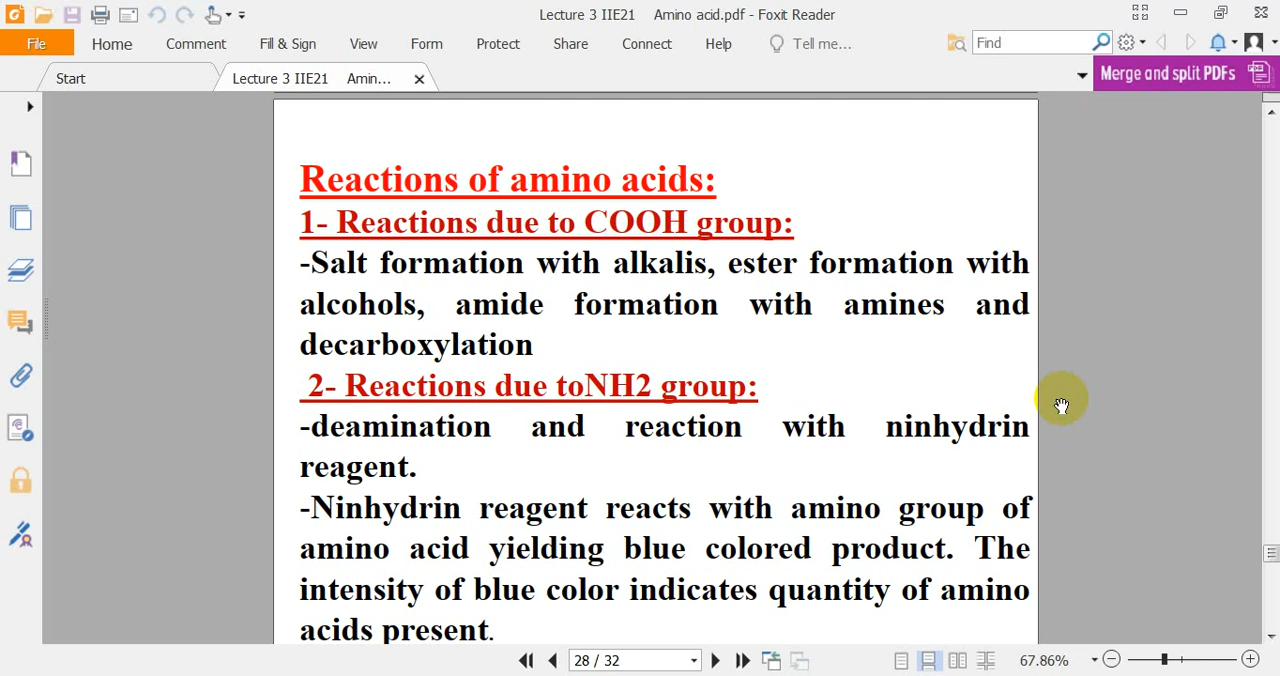 Lecture 3 IIE21 Amino acid.pdf - Foxit Reader
File Home Comment Fill & Sign View Form Protect Share Connect Help Tell me... Find
Start Lecture 3 IIE21 Amin... Merge and split PDFs
Reactions of amino acids:
1- Reactions due to COOH group:
-Salt formation with alkalis, ester formation with
alcohols, amide formation with amines and
decarboxylation
2- Reactions due toNH2 group:
-deamination and reaction with ninhydrin
reagent.
-Ninhydrin reagent reacts with amino group of
amino acid yielding blue colored product. The
intensity of blue color indicates quantity of amino
acids present.
28 / 32 67.86%